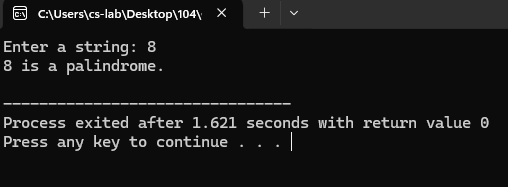 C:\Users\cs-lab\Desktop\104\
Enter a string: 8
8 is a palindrome.
--------------------------------
Process exited after 1.621 seconds with return value 0
Press any key to continue . . .